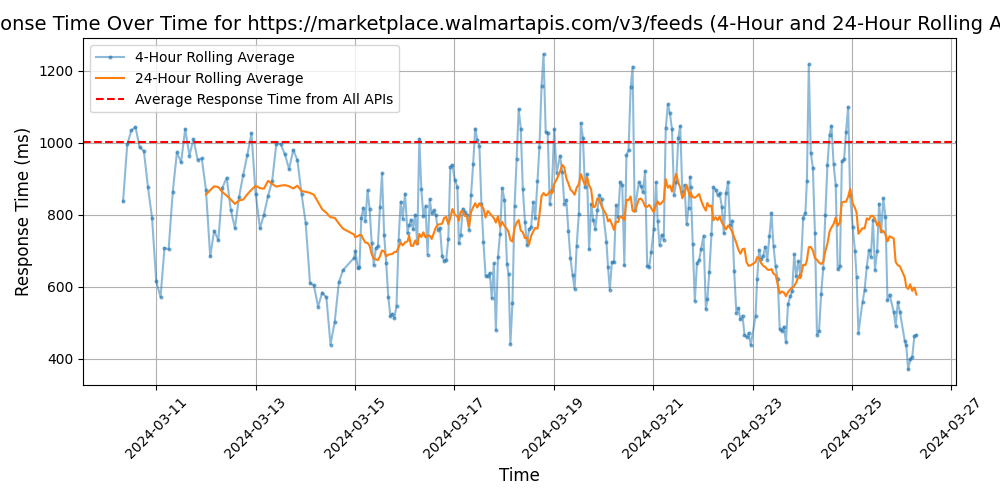 onse Time Over Time for https://marketplace.walmartapis.com/v3/feeds (4-Hour and 24-Hour Rolling A
4-Hour Rolling Average
24-Hour Rolling Average
Average Response Time from All APIs
Response Time (ms)
1200
1000
800
600
400
2024-03-11
2024-03-13
2024-03-15
2024-03-17
2024-03-19
2024-03-21
2024-03-23
2024-03-25
2024-03-27
Time